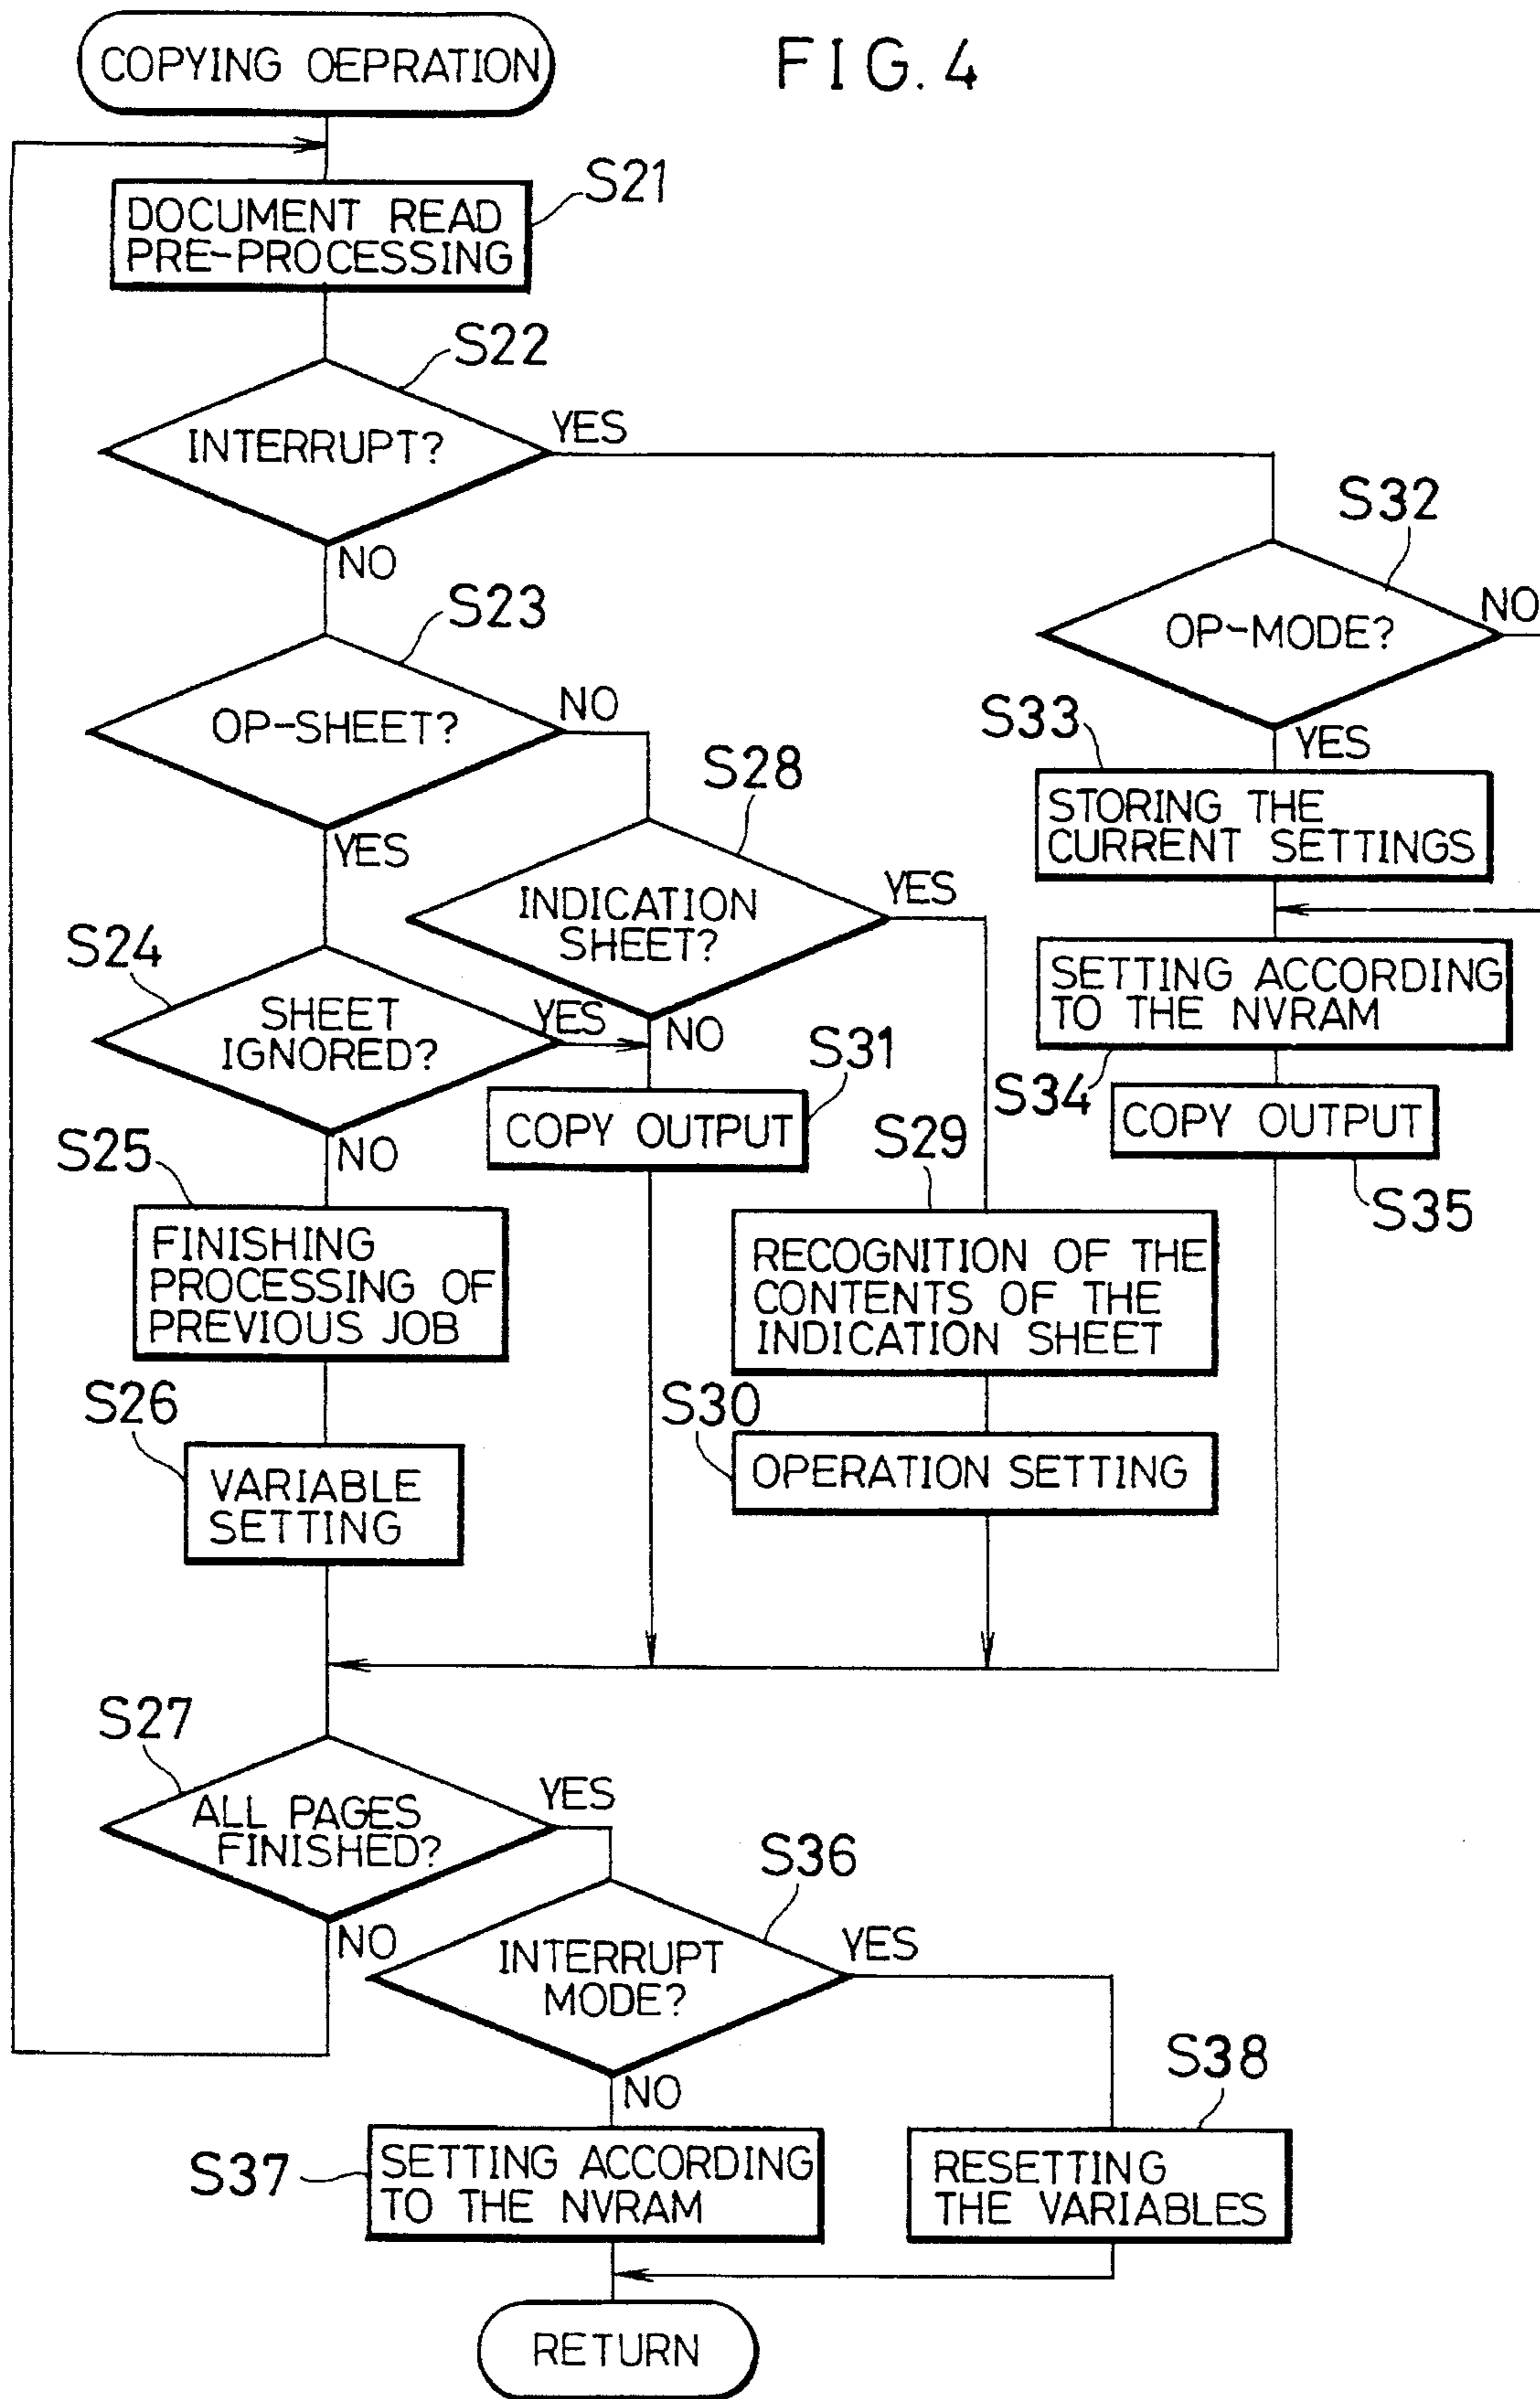 COPYING OEPRATION
FIG. 4
S21
DOCUMENT READ
PRE-PROCESSING
S22
INTERRUPT?
YES
NO
S32
OP-MODE?
NO
YES
S23
OP-SHEET?
NO
YES
S33
STORING THE
CURRENT SETTINGS
S28
INDICATION
SHEET?
YES
NO
S24
SHEET
IGNORED?
YES
NO
SETTING ACCORDING
TO THE NVRAM
S34
S31
COPY OUTPUT
COPY OUTPUT
S35
S25
FINISHING
PROCESSING OF
PREVIOUS JOB
S29
RECOGNITION OF THE
CONTENTS OF THE
INDICATION SHEET
S26
VARIABLE
SETTING
S30
OPERATION SETTING
S27
ALL PAGES
FINISHED?
YES
NO
S36
INTERRUPT
MODE?
YES
NO
S37
SETTING ACCORDING
TO THE NVRAM
S38
RESETTING
THE VARIABLES
RETURN